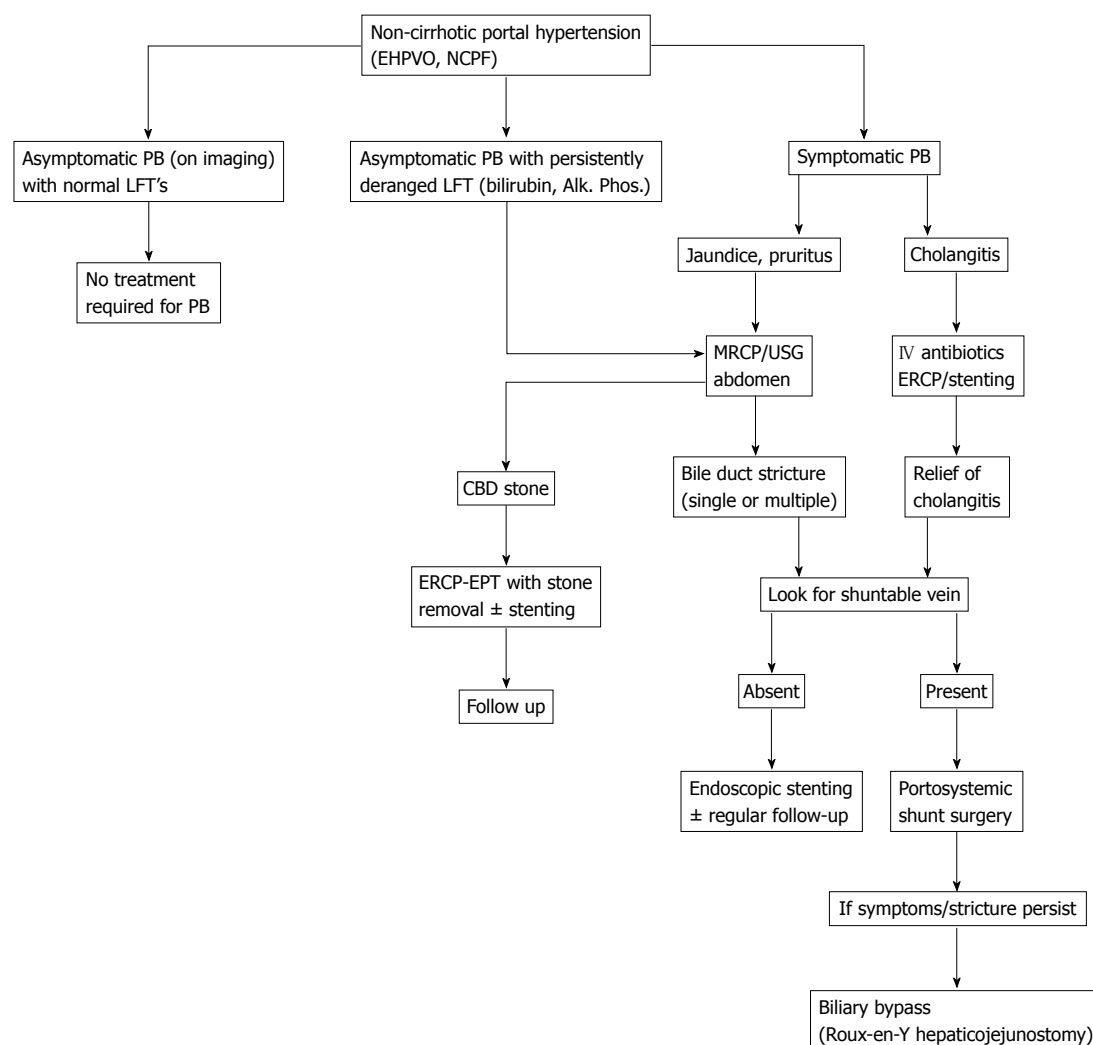 Non-cirrhotic portal hypertension
(EHPVO, NCPF)
Asymptomatic PB (on imaging)
with normal LFT's
Asymptomatic PB with persistently
deranged LFT (bilirubin, Alk. Phos.)
Symptomatic PB
No treatment
required for PB
Jaundice, pruritus
Cholangitis
MRCP/USG
abdomen
Ⅳ antibiotics
ERCP/stenting
CBD stone
Bile duct stricture
(single or multiple)
Relief of
cholangitis
ERCP-EPT with stone
removal ± stenting
Look for shuntable vein
Follow up
Absent
Present
Endoscopic stenting
± regular follow-up
Portosystemic
shunt surgery
If symptoms/stricture persist
Biliary bypass
(Roux-en-Y hepaticojejunostomy)